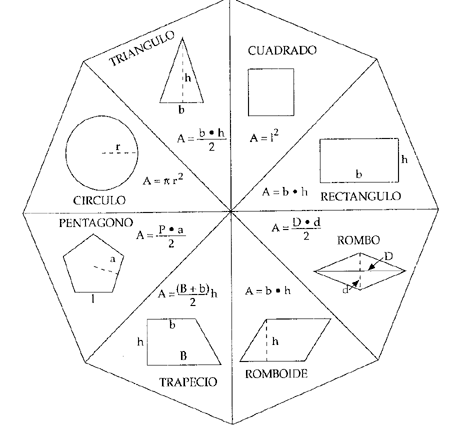 TRIANGULO
h
b
A = b • h
2
CUADRADO
A = l²
h
b
A = b • h
RECTANGULO
A = D • d
2
ROMBO
D
d
A = b • h
h
ROMBOIDE
A = (B + b) h
2
b
h
B
TRAPECIO
PENTAGONO
A = P • a
2
a
l
r
A = π r²
CIRCULO